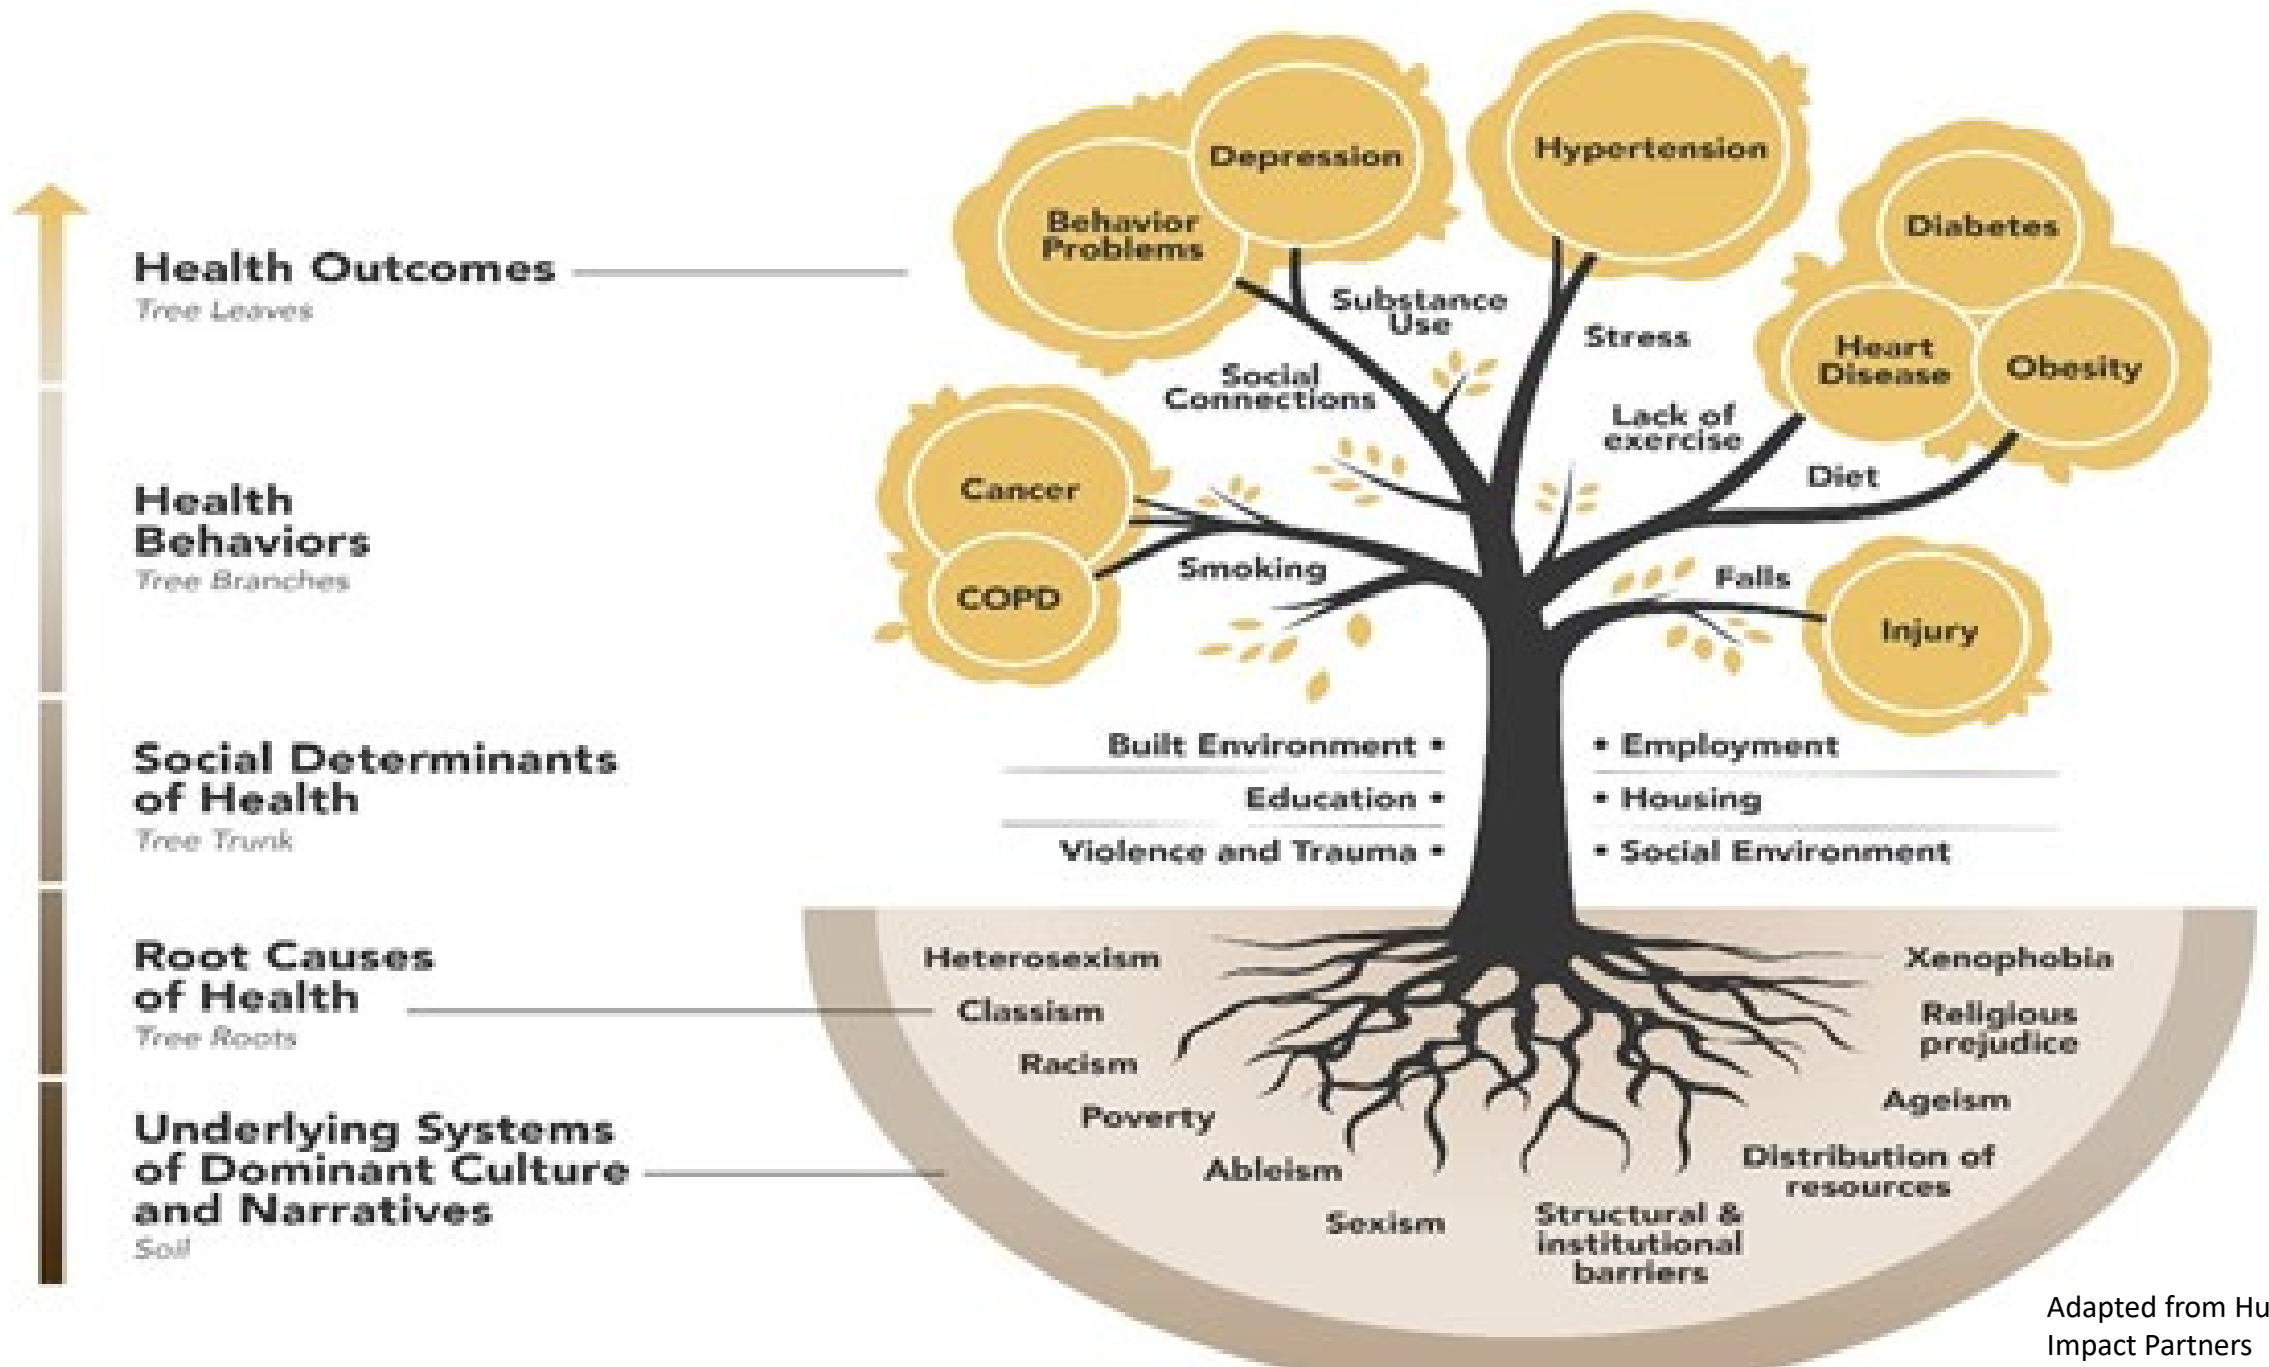 Health Outcomes
Tree Leaves
Health
Behaviors
Tree Branches
Social Determinants
of Health
Tree Trunk
Root Causes
of Health
Tree Roots
Underlying Systems
of Dominant Culture
and Narratives
Soil
Depression
Behavior
Problems
Hypertension
Diabetes
Heart
Disease
Obesity
Cancer
COPD
Injury
Substance
Use
Social
Connections
Stress
Lack of
exercise
Diet
Smoking
Falls
Built Environment •
Education •
Violence and Trauma •
• Employment
• Housing
• Social Environment
Heterosexism
Classism
Racism
Poverty
Ableism
Sexism
Structural &
institutional
barriers
Distribution of
resources
Ageism
Religious
prejudice
Xenophobia
Adapted from Hu
Impact Partners